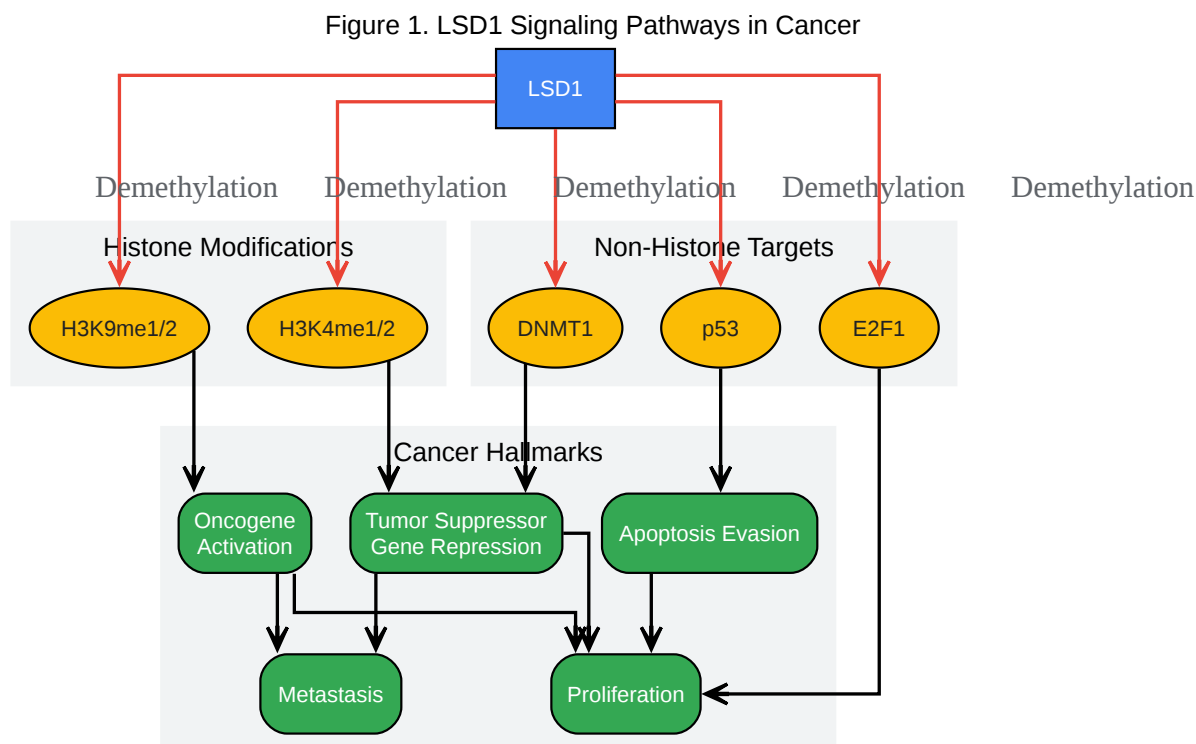 Figure 1. LSD1 Signaling Pathways in Cancer
LSD1
Demethylation
Demethylation
Demethylation
Demethylation
Demethylation
Histone Modifications
Non-Histone Targets
H3K9me1/2
H3K4me1/2
DNMT1
p53
E2F1
Cancer Hallmarks
Oncogene
Activation
Tumor Suppressor
Gene Repression
Apoptosis Evasion
Metastasis
Proliferation